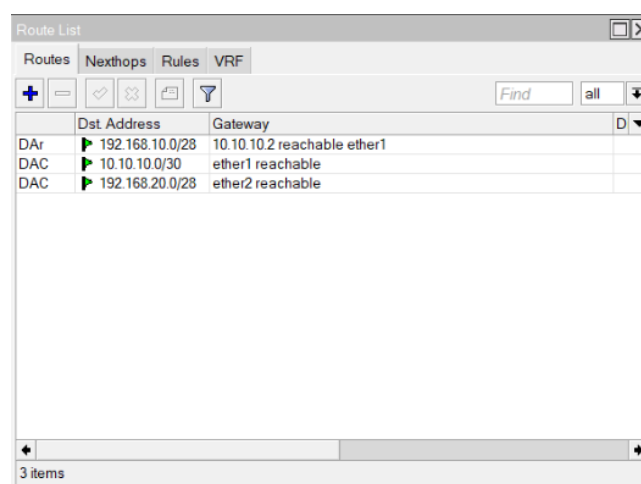 Route List
Routes Nexthops Rules VRF
Find all
Dst. Address Gateway D
DAr 192.168.10.0/28 10.10.10.2 reachable ether1
DAC 10.10.10.0/30 ether1 reachable
DAC 192.168.20.0/28 ether2 reachable
3 items